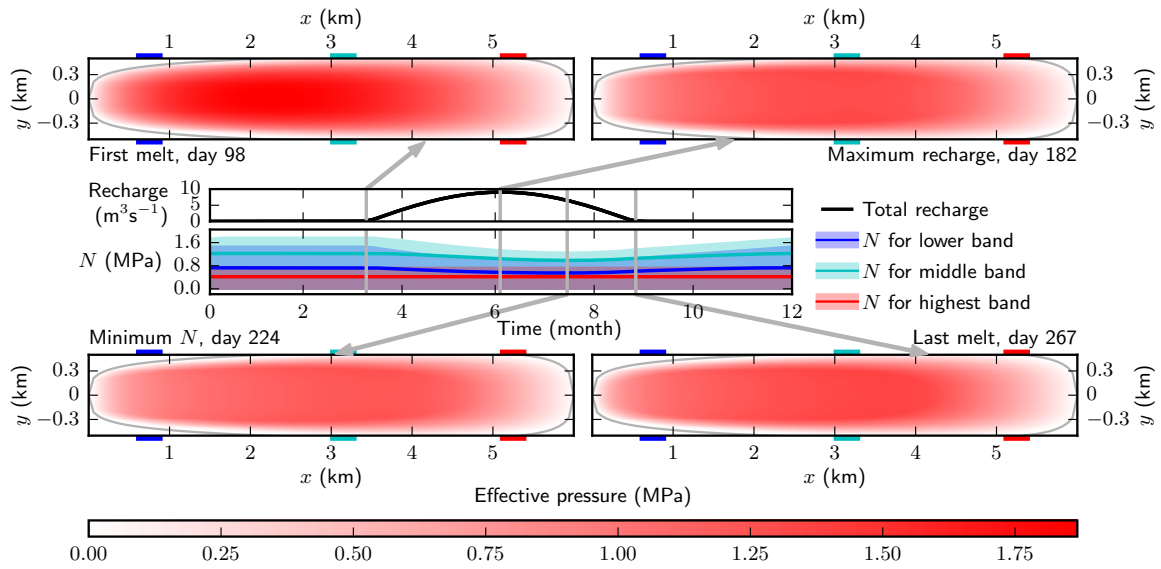 x (km) x (km)
1 2 3 4 5 1 2 3 4 5
y (km) 0.3 0 −0.3
0.3 0 −0.3 y (km)
First melt, day 98
Maximum recharge, day 182
Recharge (m³s⁻¹)
10
5
0
N (MPa)
1.6
0.8
0.0
0 2 4 6 8 10 12
Time (month)
Total recharge
N for lower band
N for middle band
N for highest band
Minimum N, day 224
Last melt, day 267
y (km) 0.3 0 −0.3
0.3 0 −0.3 y (km)
1 2 3 4 5 1 2 3 4 5
x (km) x (km)
Effective pressure (MPa)
0.00 0.25 0.50 0.75 1.00 1.25 1.50 1.75